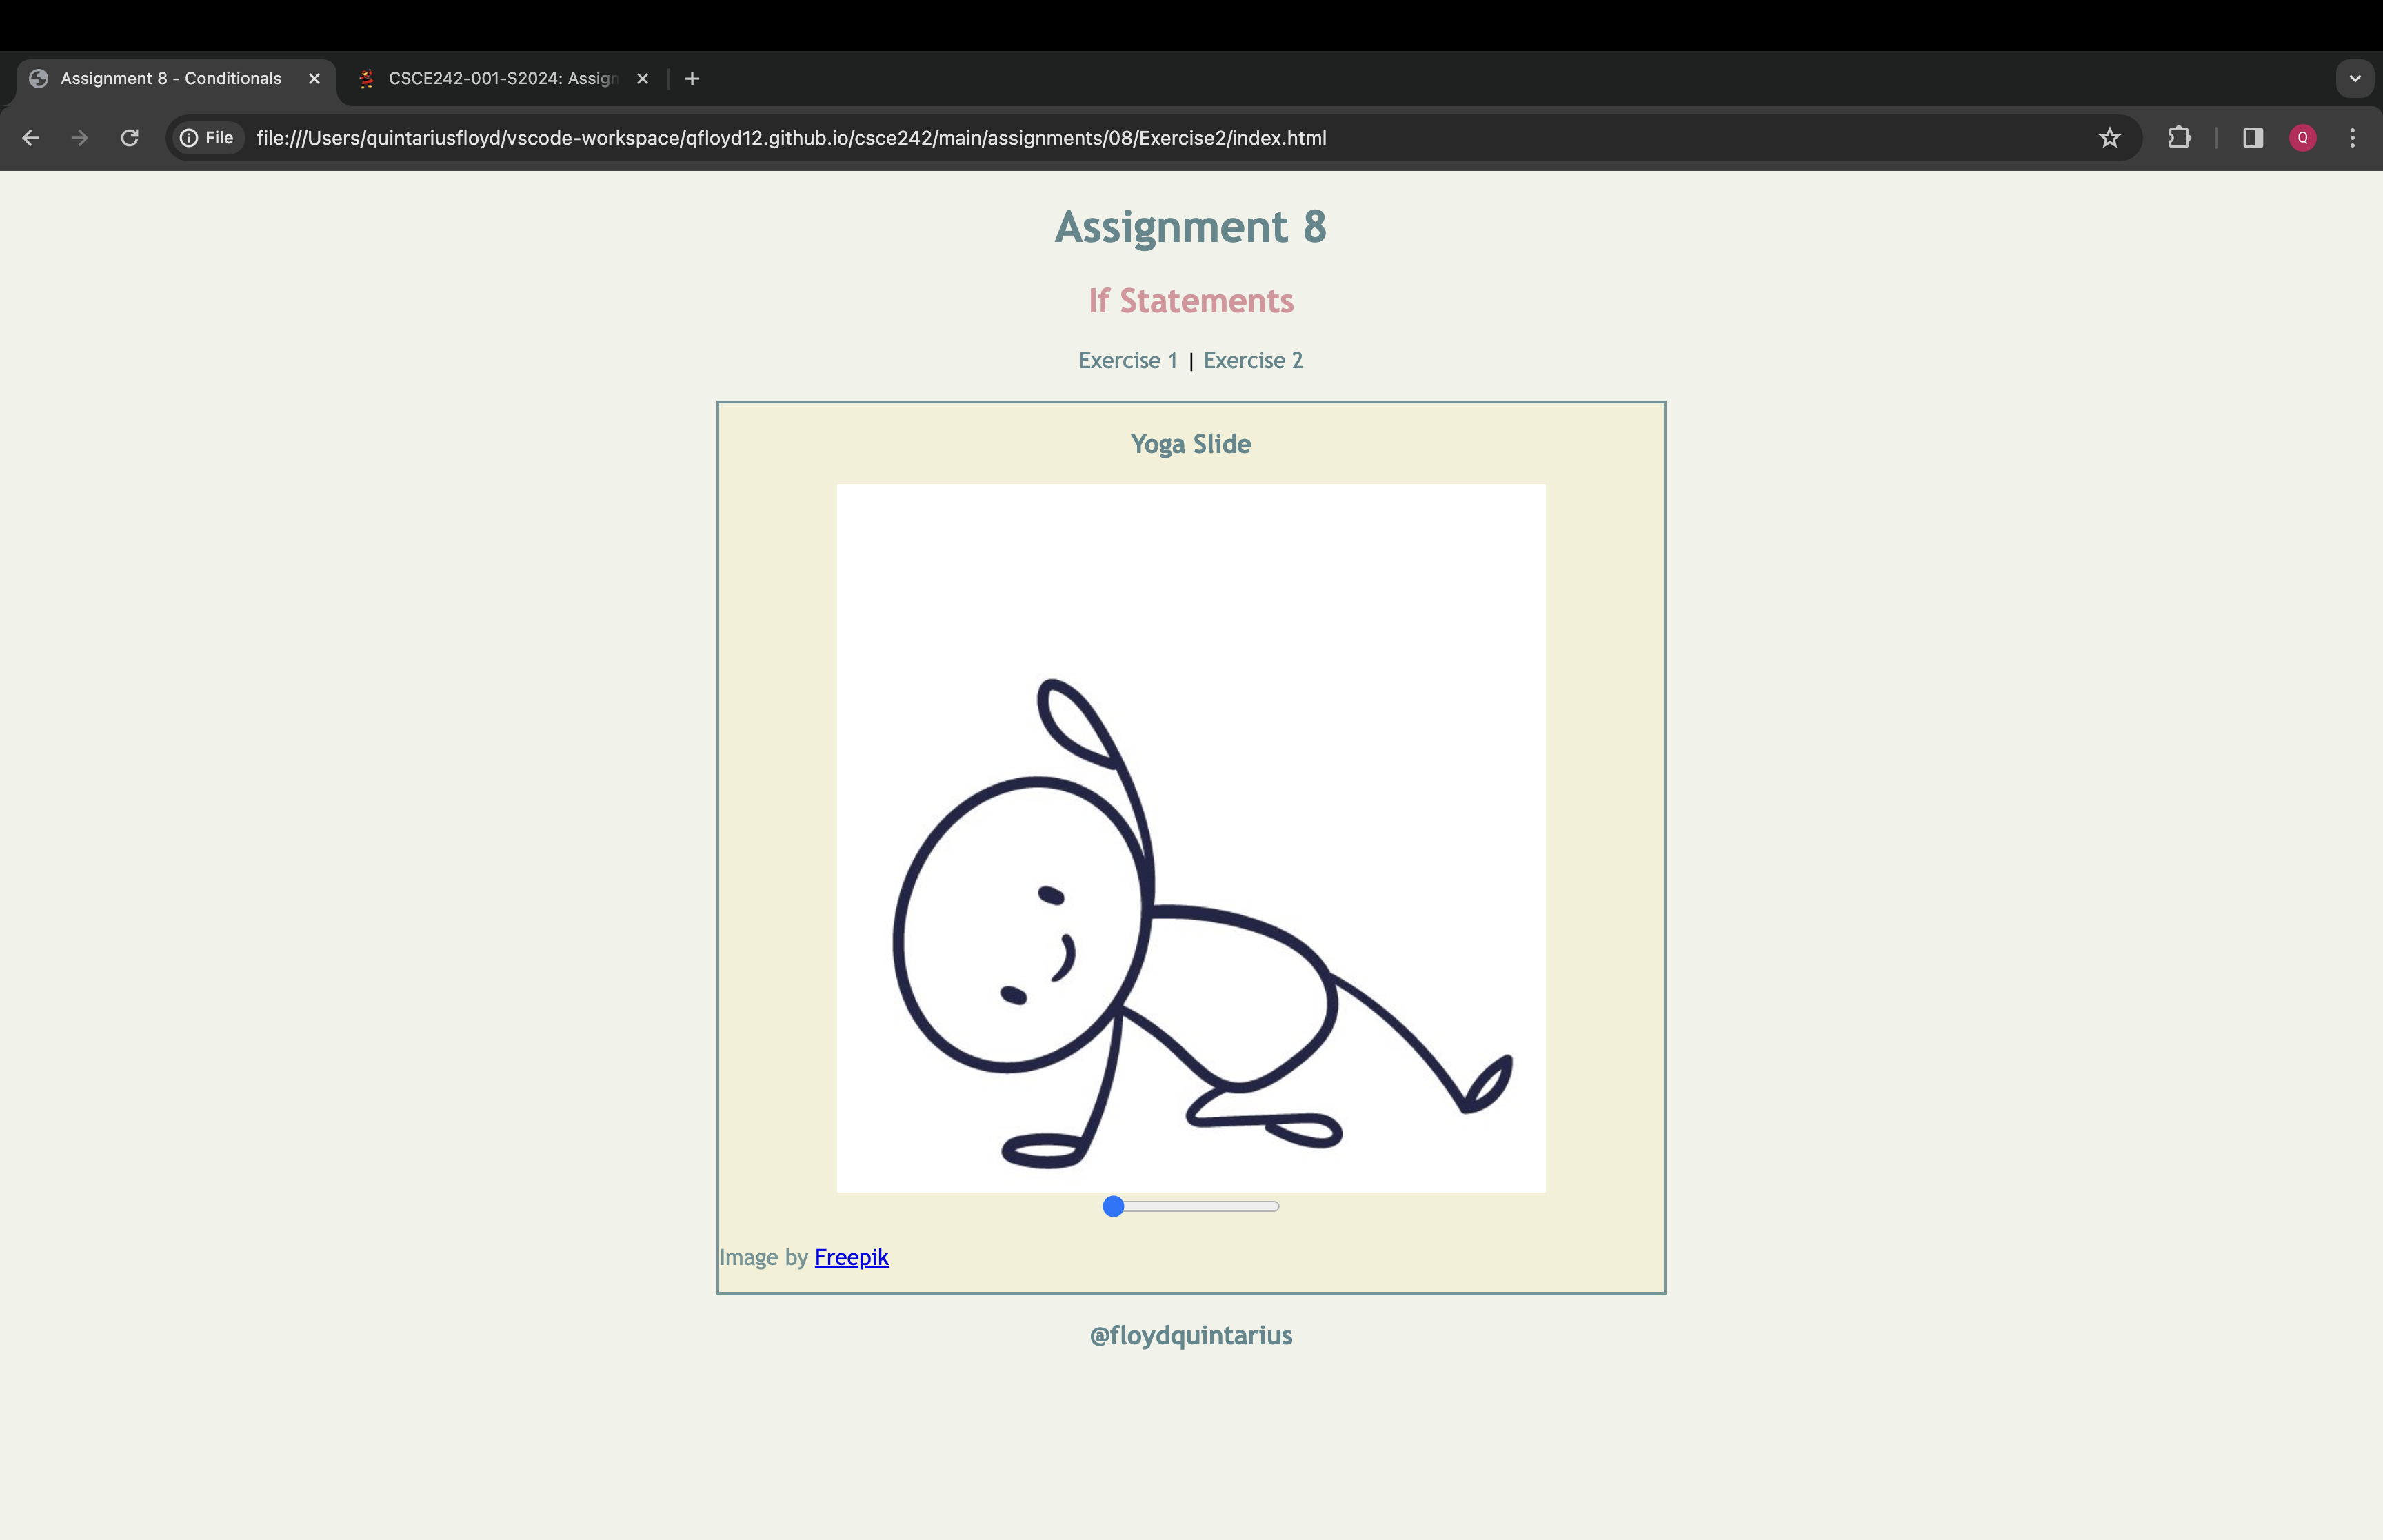 Assignment 8 - Conditionals
CSCE242-001-S2024: Assign
File file:///Users/quintariusfloyd/vscode-workspace/qfloyd12.github.io/csce242/main/assignments/08/Exercise2/index.html
Q
Assignment 8
If Statements
Exercise 1 | Exercise 2
Yoga Slide
Image by Freepik
@floydquintarius